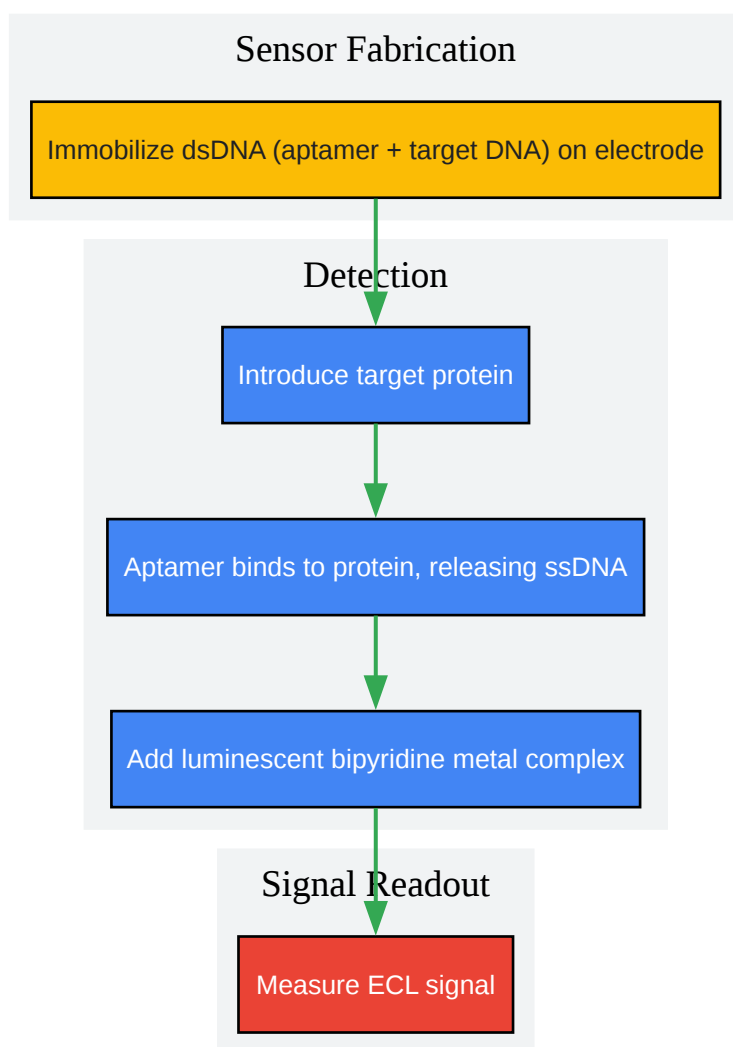 Sensor Fabrication
Immobilize dsDNA (aptamer + target DNA) on electrode
Detection
Introduce target protein
Aptamer binds to protein, releasing ssDNA
Add luminescent bipyridine metal complex
Signal Readout
Measure ECL signal